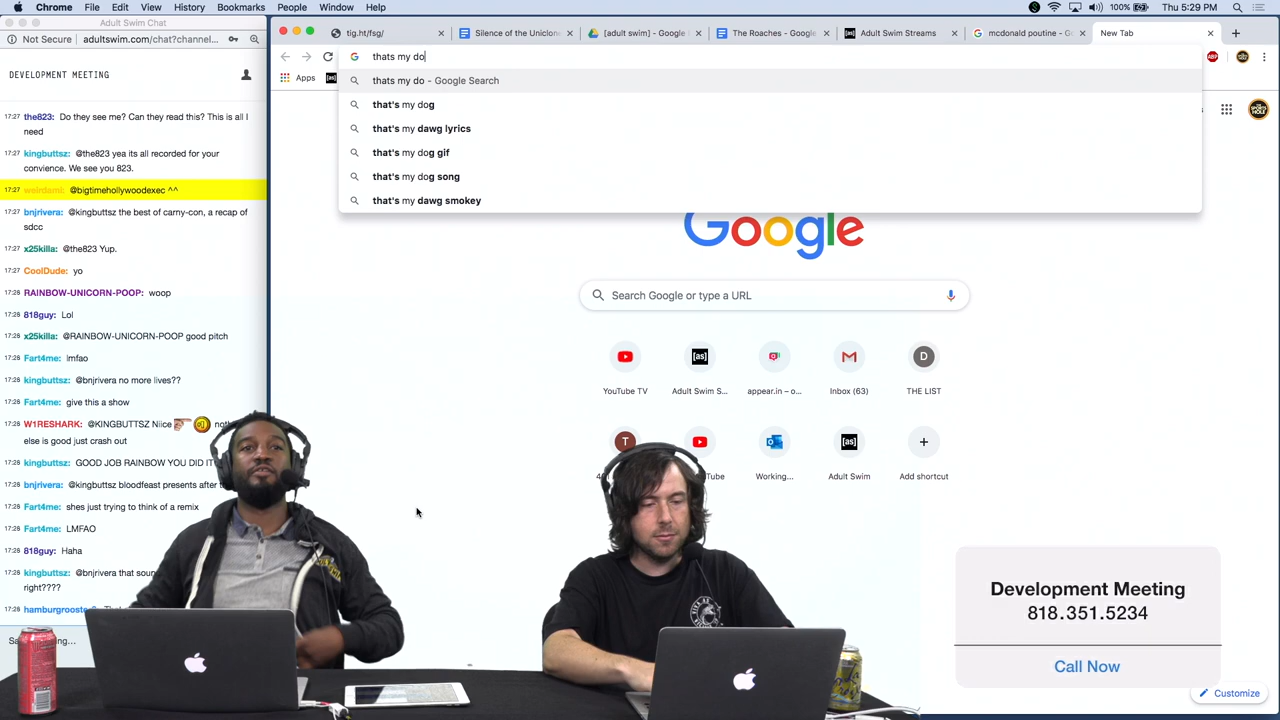 Chrome File Edit View History Bookmarks People Window Help
100% Thu 5:29 PM
Adult Swim Chat
Not Secure | adultswim.com/chat?channel...
DEVELOPMENT MEETING
17:27 the823: Do they see me? Can they read this? This is all I
need
17:27 kingbuttsz: @the823 yea its all recorded for your
convience. We see you 823.
17:27 weirdami: @bigtimehollywoodexec ^^
17:27 bnjrivera: @kingbuttsz the best of carny-con, a recap of
sdcc
17:27 x25killa: @the823 Yup.
17:27 CoolDude: yo
17:28 RAINBOW-UNICORN-POOP: woop
17:28 818guy: Lol
17:28 x25killa: @RAINBOW-UNICORN-POOP good pitch
17:28 Fart4me: lmfao
17:28 kingbuttsz: @bnjrivera no more lives??
17:28 Fart4me: give this a show
17:28 W1RESHARK: @KINGBUTTSZ Niice
else is good just crash out
17:28 kingbuttsz: GOOD JOB RAINBOW YOU DID IT
17:28 bnjrivera: @kingbuttsz bloodfeast presents after
17:28 Fart4me: shes just trying to think of a remix
17:28 Fart4me: LMFAO
17:28 818guy: Haha
17:28 kingbuttsz: @bnjrivera that
right????
17:28
tig.ht/fsg/
Silence of the Uniclon
[adult swim] - Google
The Roaches - Google
Adult Swim Streams
mcdonald poutine - G
New Tab
thats my do
Apps [as]
thats my do - Google Search
that's my dog
that's my dawg lyrics
that's my dog gif
that's my dog song
that's my dawg smokey
Google
Search Google or type a URL
YouTube TV
[as] Adult Swim S...
appear.in – o...
Inbox (63)
D THE LIST
T
Tube
Working...
[as] Adult Swim
Add shortcut
Development Meeting
818.351.5234
Call Now
Customize